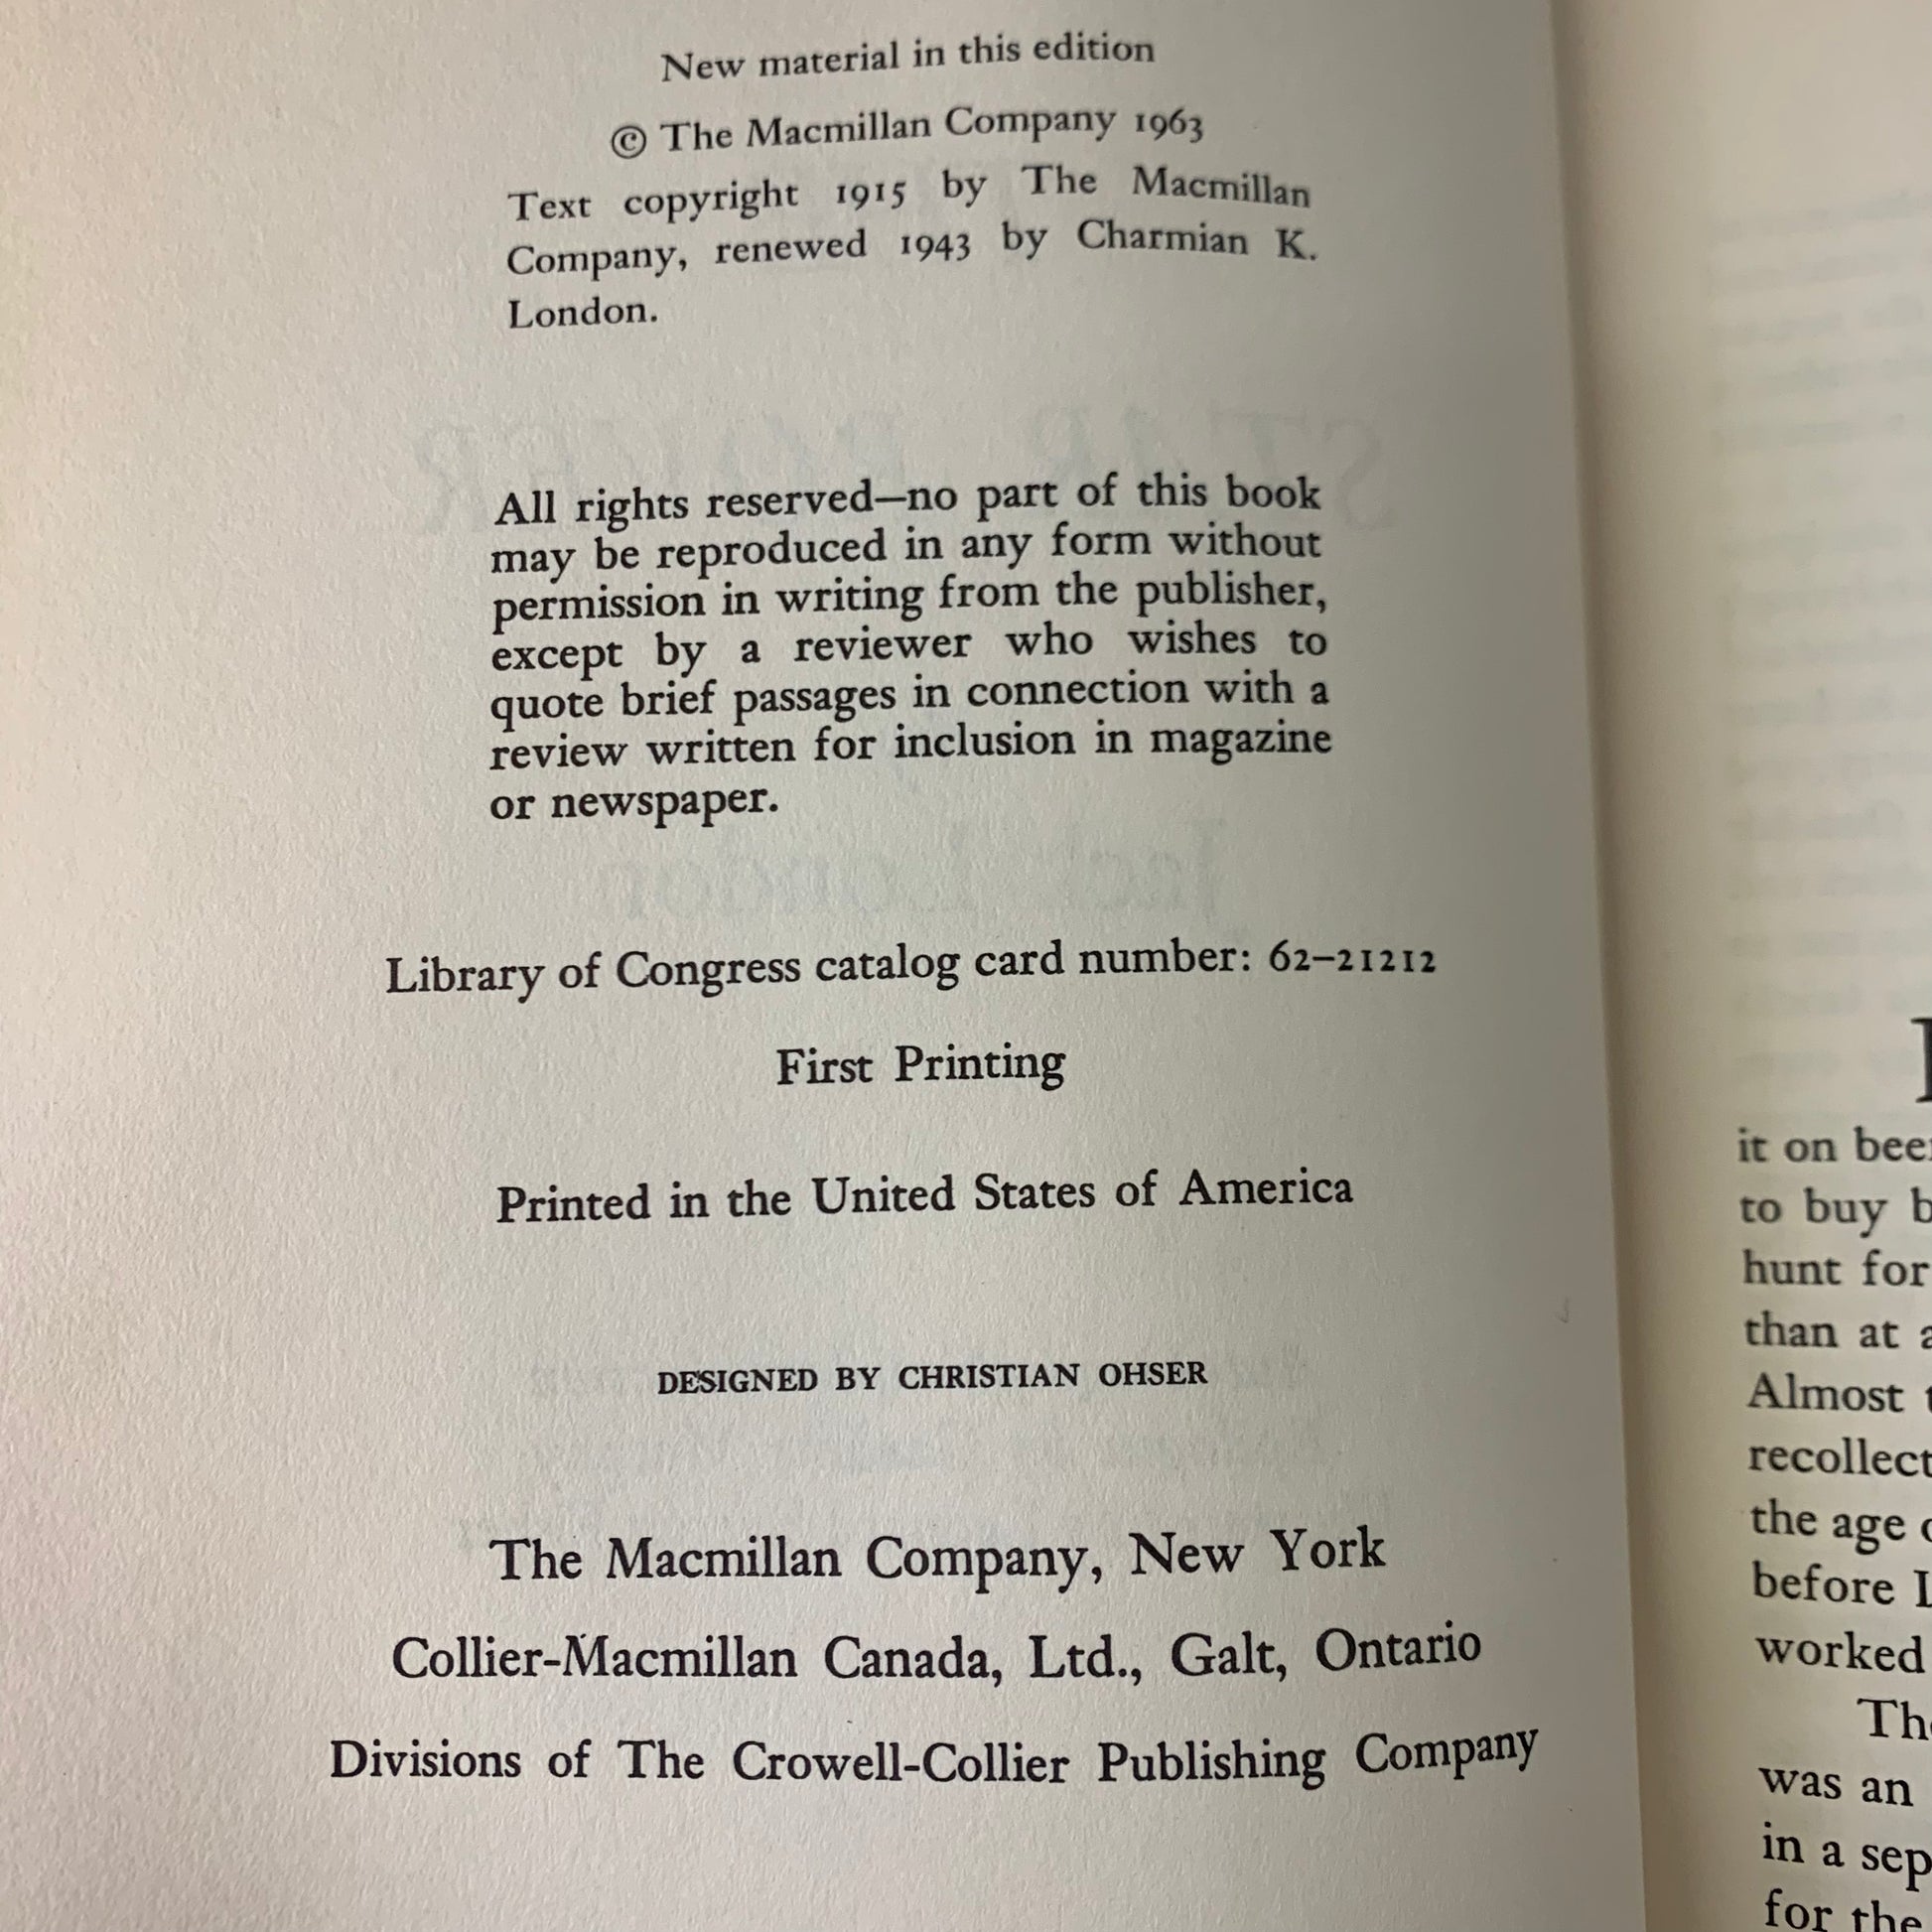 New material in this edition
© The Macmillan Company 1963
Text copyright 1915 by The Macmillan
Company, renewed 1943 by Charmian K.
London.
All rights reserved—no part of this book
may be reproduced in any form without
permission in writing from the publisher,
except by a reviewer who wishes to
quote brief passages in connection with a
review written for inclusion in magazine
or newspaper.
Library of Congress catalog card number: 62–21212
First Printing
Printed in the United States of America
DESIGNED BY CHRISTIAN OHSER
The Macmillan Company, New York
Collier-Macmillan Canada, Ltd., Galt, Ontario
Divisions of The Crowell-Collier Publishing Company
it on
to buy
hunt for
than at
Almost
recollect
the age
before
worked
was an
in a
for the